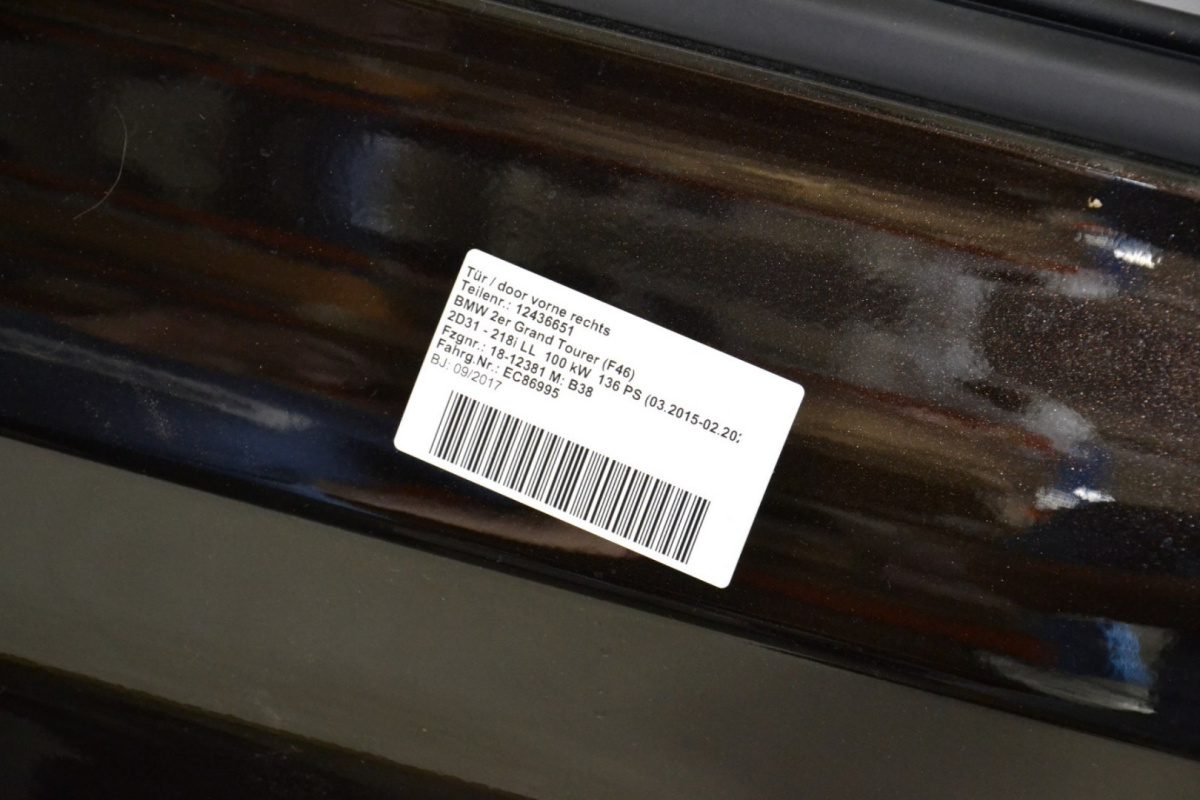 Tür / door vorne rechts
Teilenr.: 12436651
BMW 2er Grand Tourer (F46)
2D31 - 218i LL 100 kW 136 PS (03.2015-02.202
Fzgnr.: 18-12381 M: B38
Fahrg.Nr.: EC86995
BJ: 09/2017